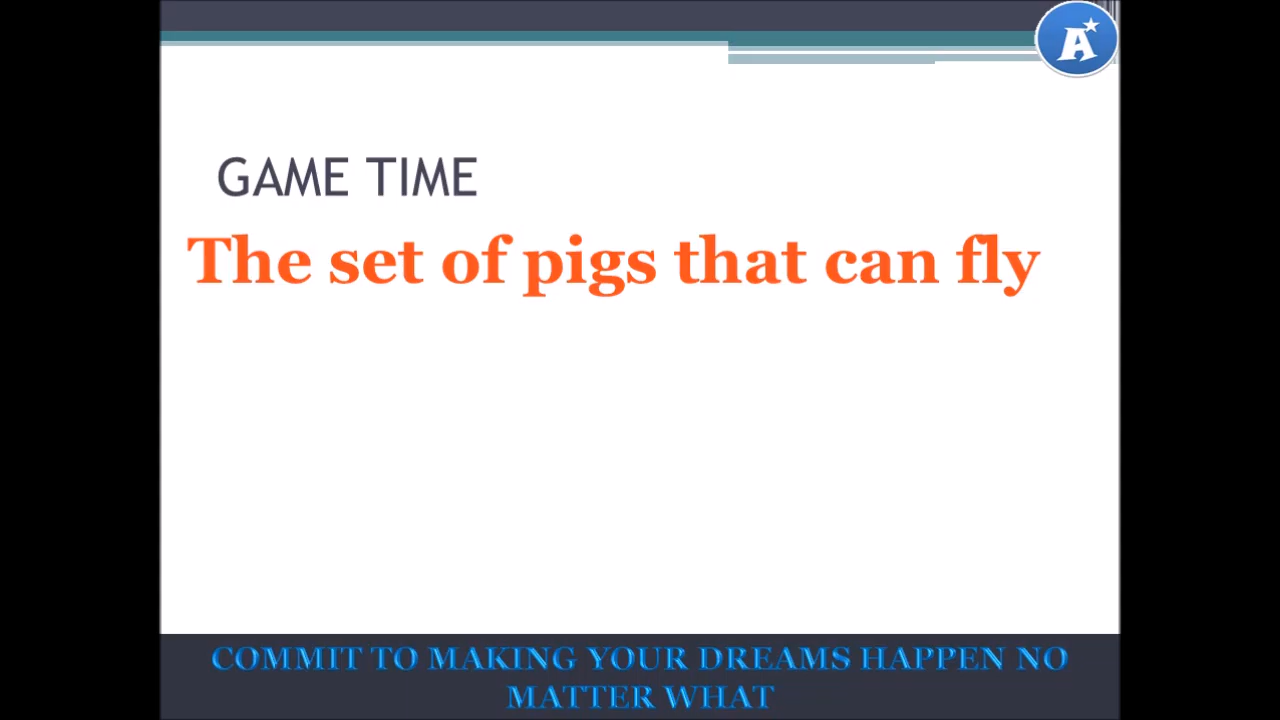 A
GAME TIME
The set of pigs that can fly
COMMIT TO MAKING YOUR DREAMS HAPPEN NO
MATTER WHAT